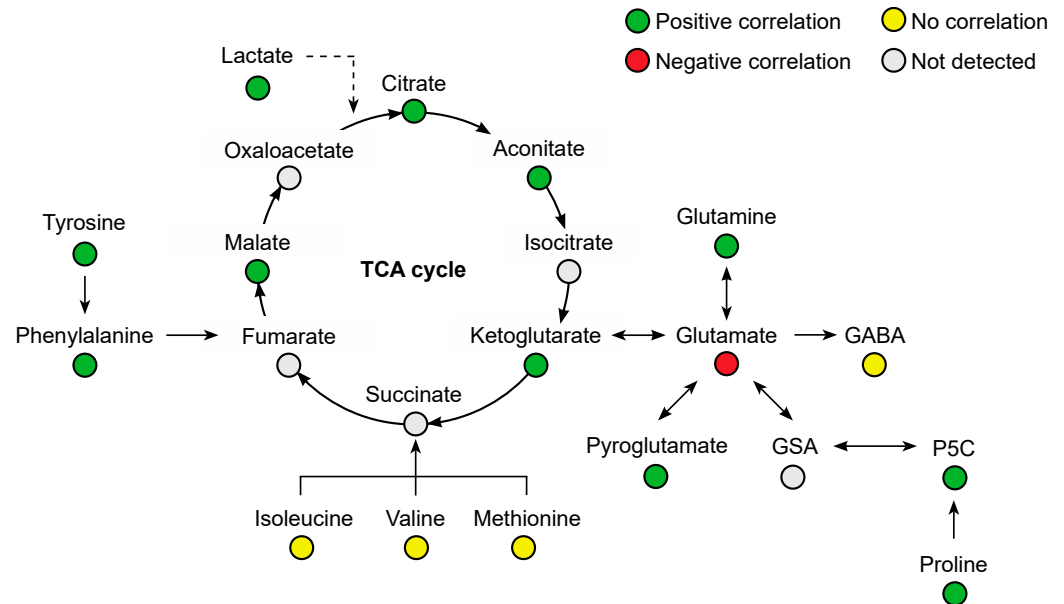 Positive correlation
No correlation
Negative correlation
Not detected
Lactate
Citrate
Oxaloacetate
Aconitate
Tyrosine
Malate
TCA cycle
Isocitrate
Glutamine
Phenylalanine
Fumarate
Ketoglutarate
Glutamate
GABA
Succinate
Pyroglutamate
GSA
P5C
Isoleucine
Valine
Methionine
Proline